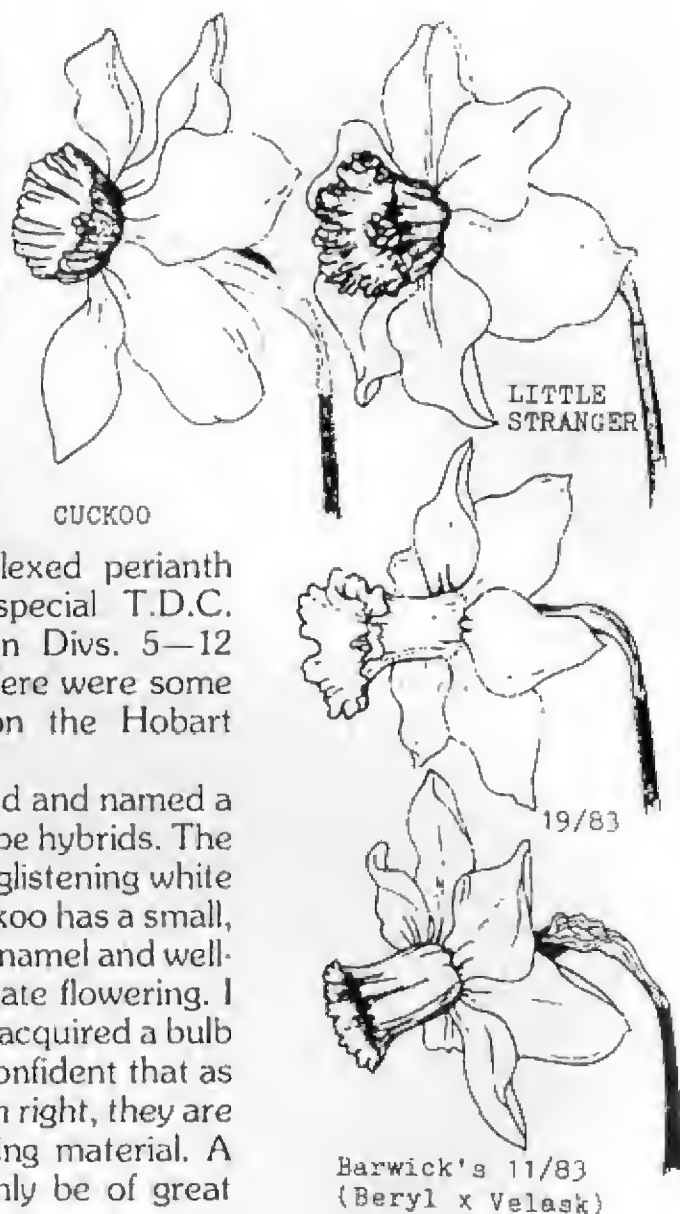 LITTLE
STRANGER
CUCKOO
lexed perianth
special T.D.C.
n Divs. 5—12
ere were some
on the Hobart
d and named a
be hybrids. The
glistening white
koo has a small,
namel and well-
ate flowering. I
acquired a bulb
onfident that as
n right, they are
ing material. A
nly be of great
19/83
Barwick's 11/83
(Beryl x Velask)